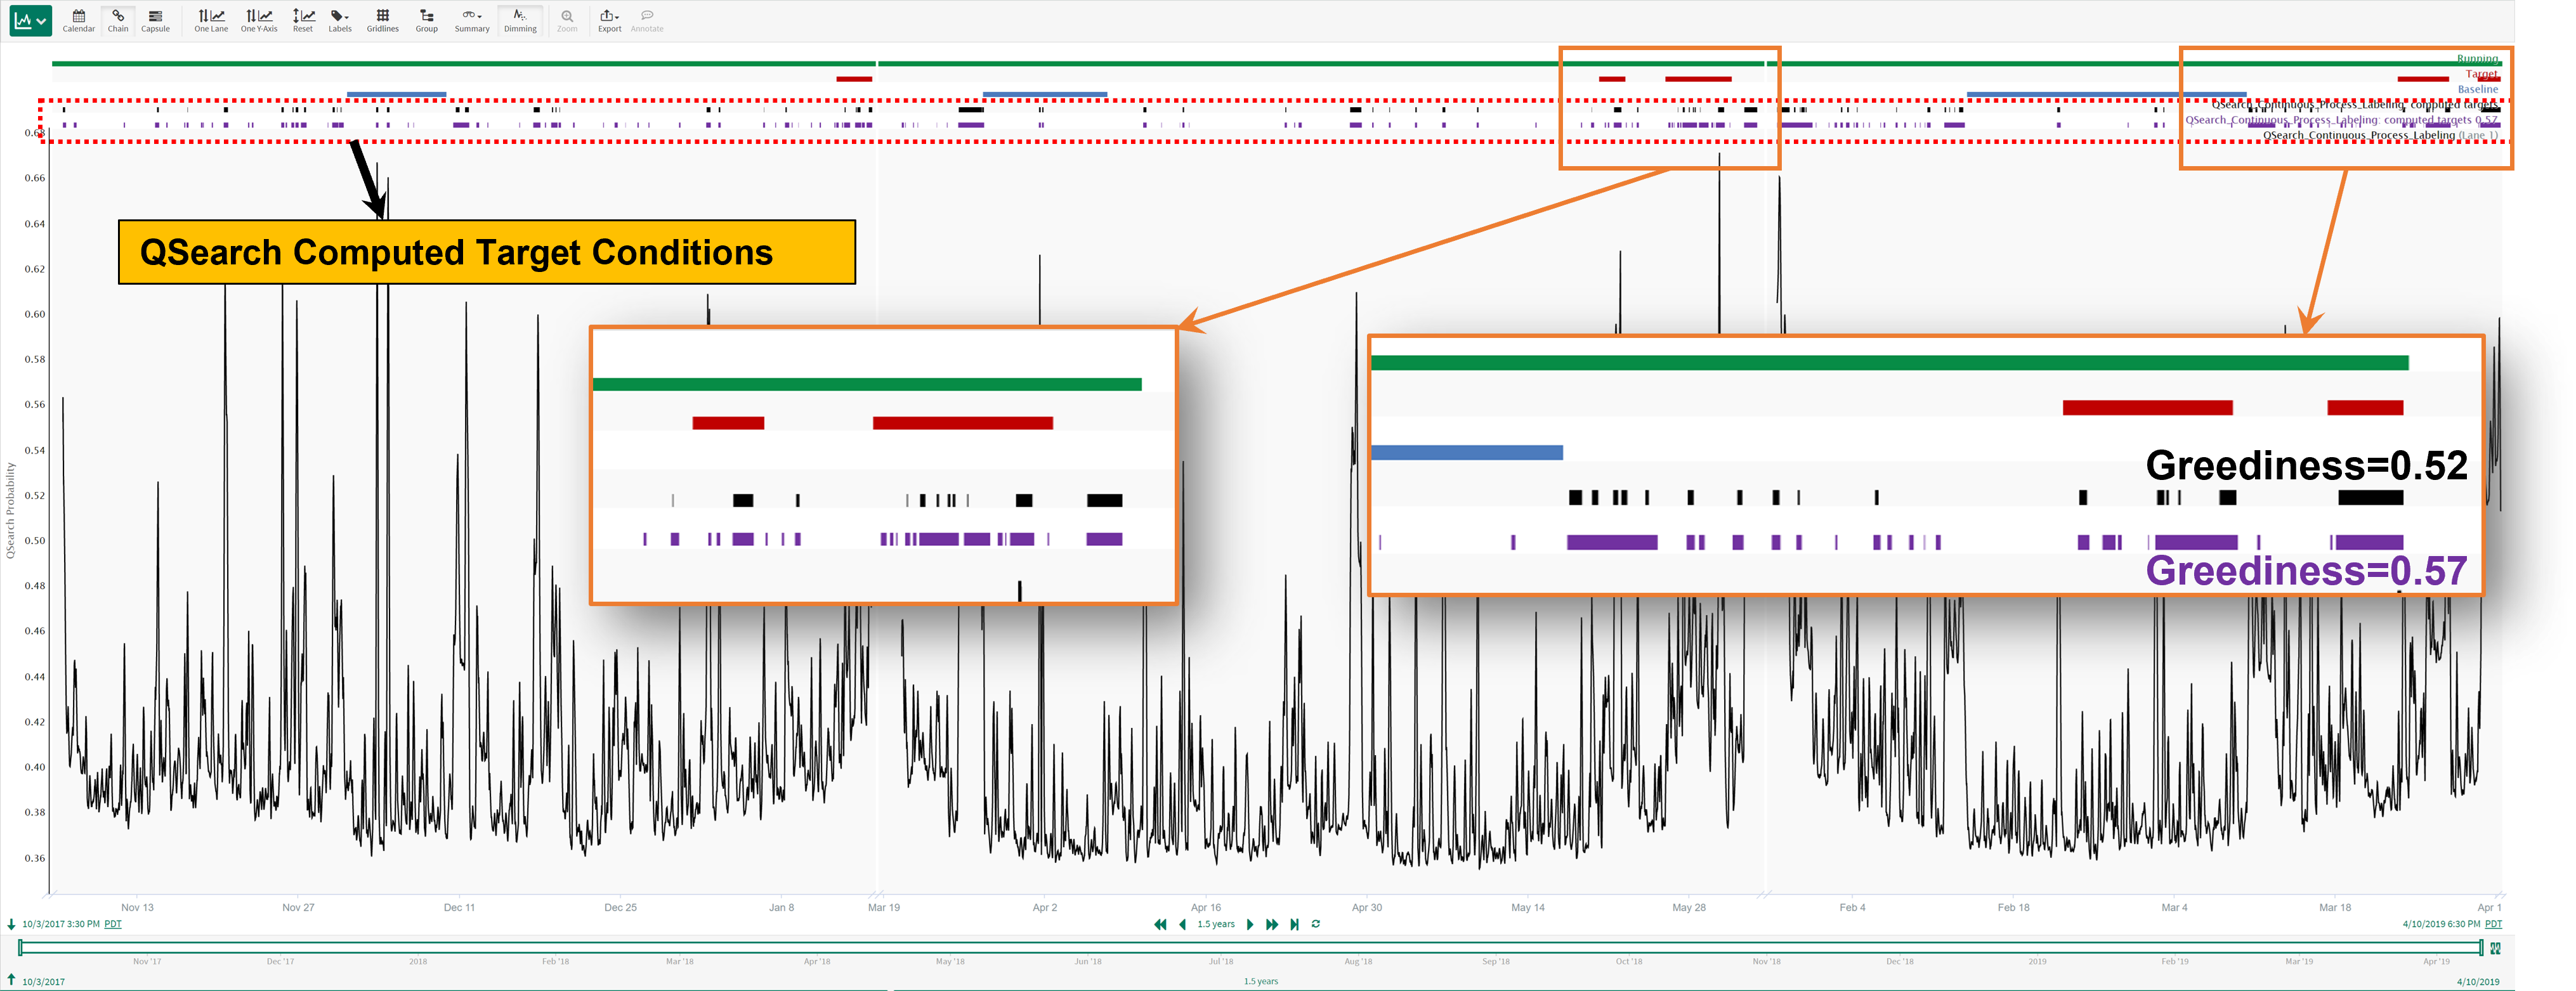 Calendar Chain Capsule One Lane One Y-Axis Reset Labels Gridlines Group Summary Dimming Zoom Export Annotate
Running
Target
Baseline
QSearch_Continuous_Process_Labeling: computed targets
QSearch_Continuous_Process_Labeling: computed targets 0.57
QSearch_Continuous_Process_Labeling (Lane 1)
QSearch Computed Target Conditions
Greediness=0.52
Greediness=0.57
QSearch Probability
0.68
0.66
0.64
0.62
0.60
0.58
0.56
0.54
0.52
0.50
0.48
0.46
0.44
0.42
0.40
0.38
0.36
Nov 13 Nov 27 Dec 11 Dec 25 Jan 8 Mar 19 Apr 2 Apr 16 Apr 30 May 14 May 28 Feb 4 Feb 18 Mar 4 Mar 18 Apr 1
10/3/2017 3:30 PM PDT 1.5 years 4/10/2019 6:30 PM PDT
Nov '17 Dec '17 2018 Feb '18 Mar '18 Apr '18 May '18 Jun '18 Jul '18 Aug '18 Sep '18 Oct '18 Nov '18 Dec '18 2019 Feb '19 Mar '19 Apr '19
10/3/2017 1.5 years 4/10/2019